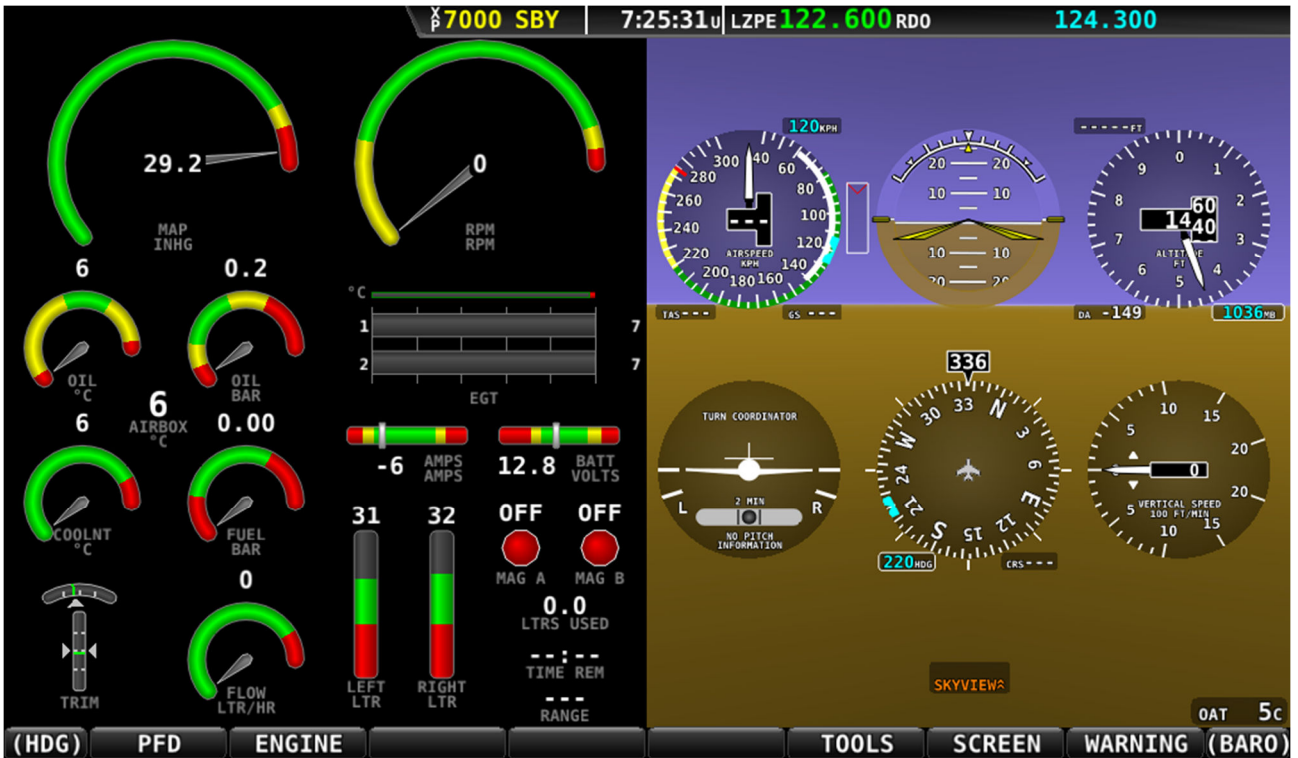 XP 7000 SBY 7:25:31U LZPE 122.600 RDO 124.300
29.2
MAP
INHG
0
RPM
RPM
6
OIL
°C
0.2
OIL
BAR
6
AIRBOX
°C
6
COOLNT
°C
0.00
FUEL
BAR
0
FLOW
LTR/HR
TRIM
°C
1 7
2 7
EGT
-6 AMPS
AMPS
12.8 BATT
VOLTS
31
LEFT
LTR
32
RIGHT
LTR
OFF OFF
MAG A MAG B
0.0
LTRS USED
--:--
TIME REM
---
RANGE
120KPH
300 40
280 60
260 80
240 100
220 120
200 180 160 140
AIRSPEED
KPH
TAS--- GS ---
20 20
10 10
10 10
20 20
-----FT
0
9 1
8 2
7 3
6 5 4
14 60
40
ALTITUDE
FT
DA -149 1036MB
TURN COORDINATOR
L R
2 MIN
NO PITCH
INFORMATION
336
33 N 3 6 E 12 15 S 21 24 W 30
220HDG CRS---
10 15
5 20
0
5 20
10 15
VERTICAL SPEED
100 FT/MIN
SKYVIEW
OAT 5C
(HDG) PFD ENGINE TOOLS SCREEN WARNING (BARO)